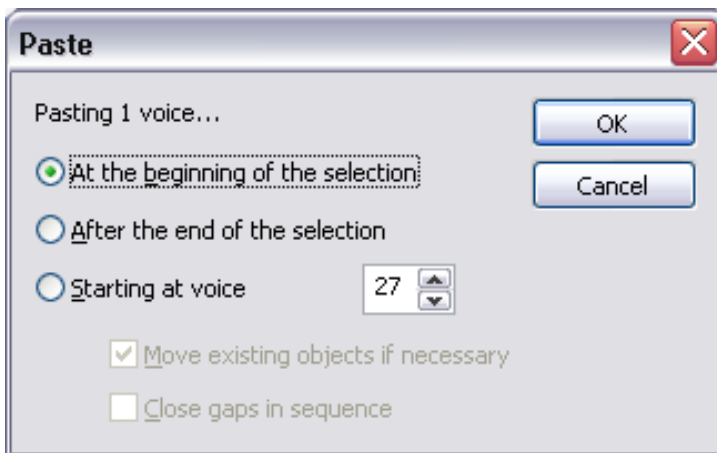 Paste
Pasting 1 voice...
OK
At the beginning of the selection
Cancel
After the end of the selection
Starting at voice 27
Move existing objects if necessary
Close gaps in sequence